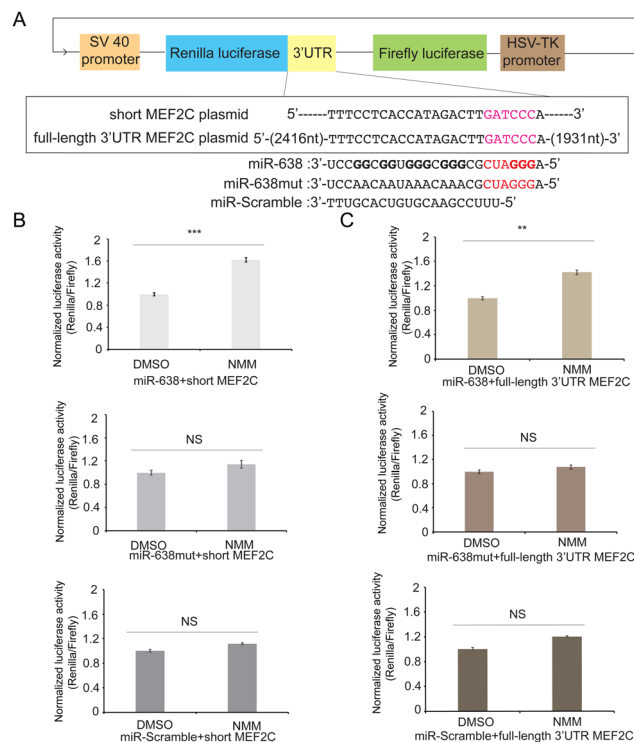 A
SV 40 promoter
Renilla luciferase
3'UTR
Firefly luciferase
HSV-TK promoter
short MEF2C plasmid 5'------TTTCCTCACCATAGACTTGATCCCA------3'
full-length 3'UTR MEF2C plasmid 5'-(2416nt)-TTTCCTCACCATAGACTTGATCCCA-(1931nt)-3'
miR-638 :3'-UCCGGCGGUGGGCGGGCGCUAGGGA-5'
miR-638mut :3'-UCCAACAAUAAACAAACGCUAGGGA-5'
miR-Scramble :3'-TTUGCACTGUGCAAGCCUUU-5'
B
Normalized luciferase activity
(Renilla/Firefly)
2
1.6
1.2
0.8
0.4
0
***
DMSO NMM
miR-638+short MEF2C
Normalized luciferase activity
(Renilla/Firefly)
2
1.6
1.2
0.8
0.4
0
NS
DMSO NMM
miR-638mut+short MEF2C
Normalized luciferase activity
(Renilla/Firefly)
2
1.6
1.2
0.8
0.4
0
NS
DMSO NMM
miR-Scramble+short MEF2C
C
Normalized luciferase activity
(Renilla/Firefly)
2
1.6
1.2
0.8
0.4
0
**
DMSO NMM
miR-638+full-length 3'UTR MEF2C
Normalized luciferase activity
(Renilla/Firefly)
2
1.6
1.2
0.8
0.4
0
NS
DMSO NMM
miR-638mut+full-length 3'UTR MEF2C
Normalized luciferase activity
(Renilla/Firefly)
2
1.6
1.2
0.8
0.4
0
NS
DMSO NMM
miR-Scramble+full-length 3'UTR MEF2C